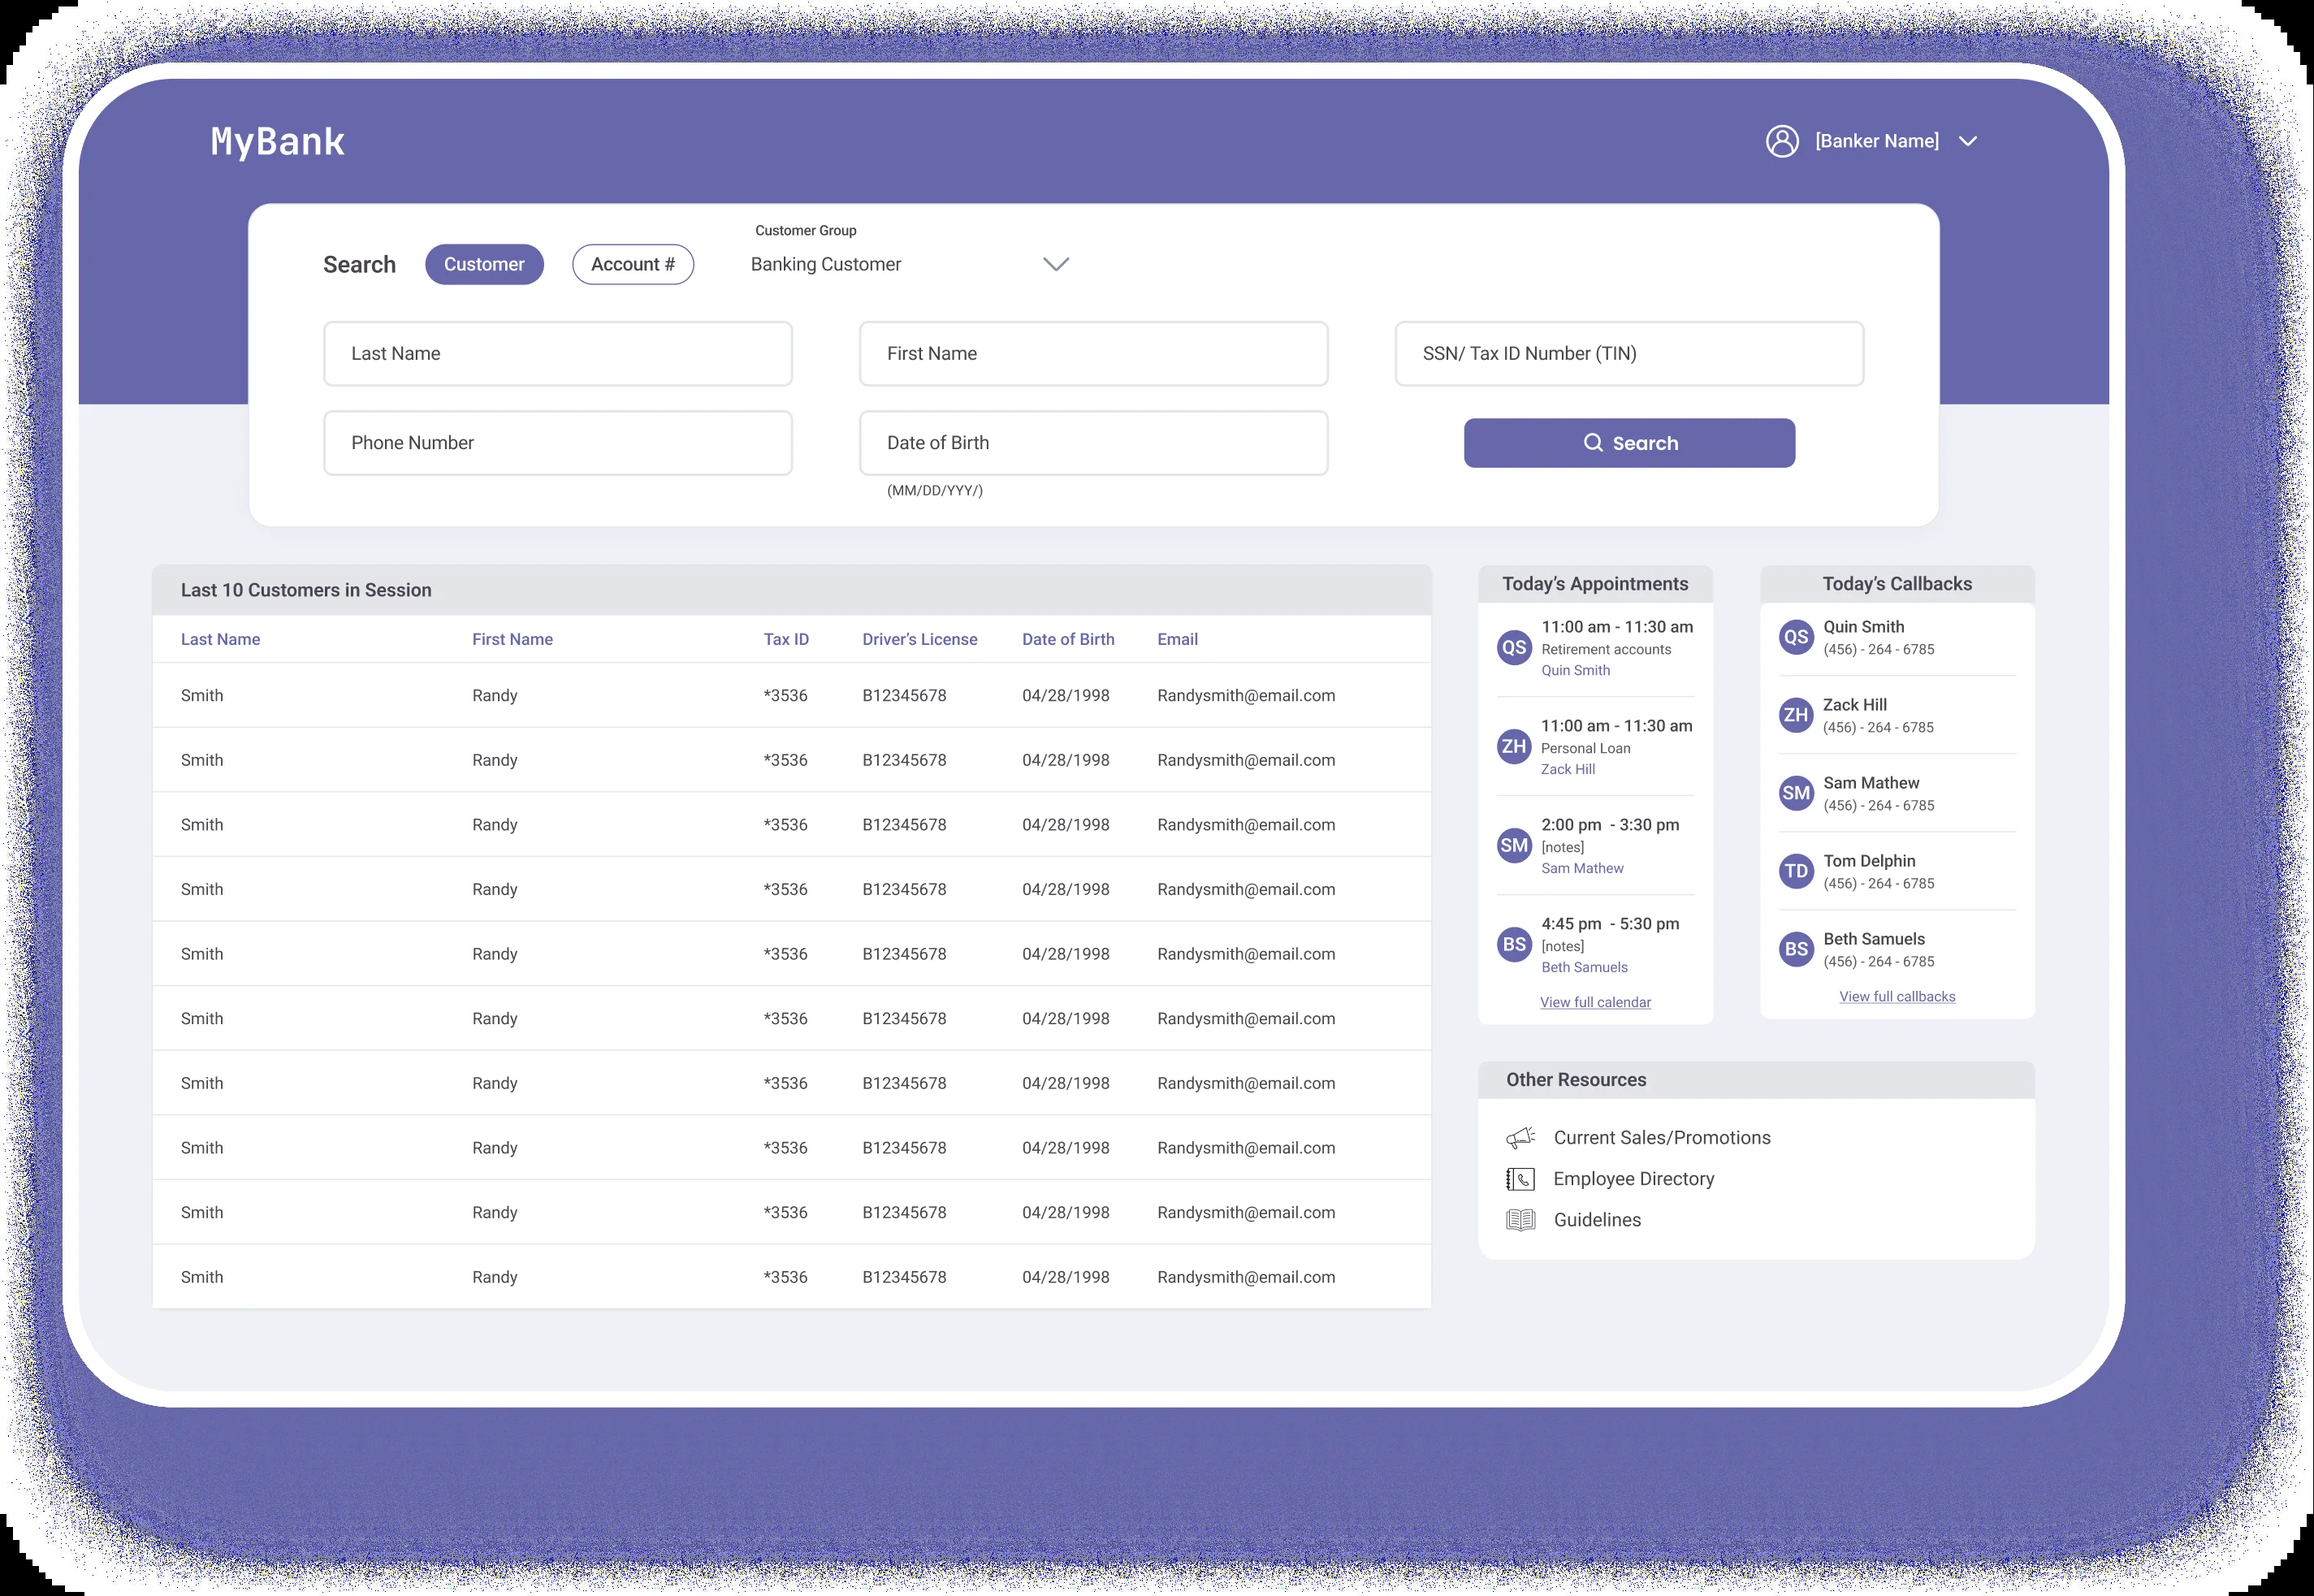 MyBank
[Banker Name]
Customer Group
Search Customer Account # Banking Customer
Last Name First Name SSN/ Tax ID Number (TIN)
Phone Number Date of Birth Search
(MM/DD/YYY/)
Last 10 Customers in Session
Last Name First Name Tax ID Driver’s License Date of Birth Email
Smith Randy *3536 B12345678 04/28/1998 Randysmith@email.com
Smith Randy *3536 B12345678 04/28/1998 Randysmith@email.com
Smith Randy *3536 B12345678 04/28/1998 Randysmith@email.com
Smith Randy *3536 B12345678 04/28/1998 Randysmith@email.com
Smith Randy *3536 B12345678 04/28/1998 Randysmith@email.com
Smith Randy *3536 B12345678 04/28/1998 Randysmith@email.com
Smith Randy *3536 B12345678 04/28/1998 Randysmith@email.com
Smith Randy *3536 B12345678 04/28/1998 Randysmith@email.com
Smith Randy *3536 B12345678 04/28/1998 Randysmith@email.com
Smith Randy *3536 B12345678 04/28/1998 Randysmith@email.com
Today’s Appointments
QS
11:00 am - 11:30 am
Retirement accounts
Quin Smith
ZH
11:00 am - 11:30 am
Personal Loan
Zack Hill
SM
2:00 pm - 3:30 pm
[notes]
Sam Mathew
BS
4:45 pm - 5:30 pm
[notes]
Beth Samuels
View full calendar
Today’s Callbacks
QS
Quin Smith
(456) - 264 - 6785
ZH
Zack Hill
(456) - 264 - 6785
SM
Sam Mathew
(456) - 264 - 6785
TD
Tom Delphin
(456) - 264 - 6785
BS
Beth Samuels
(456) - 264 - 6785
View full callbacks
Other Resources
Current Sales/Promotions
Employee Directory
Guidelines